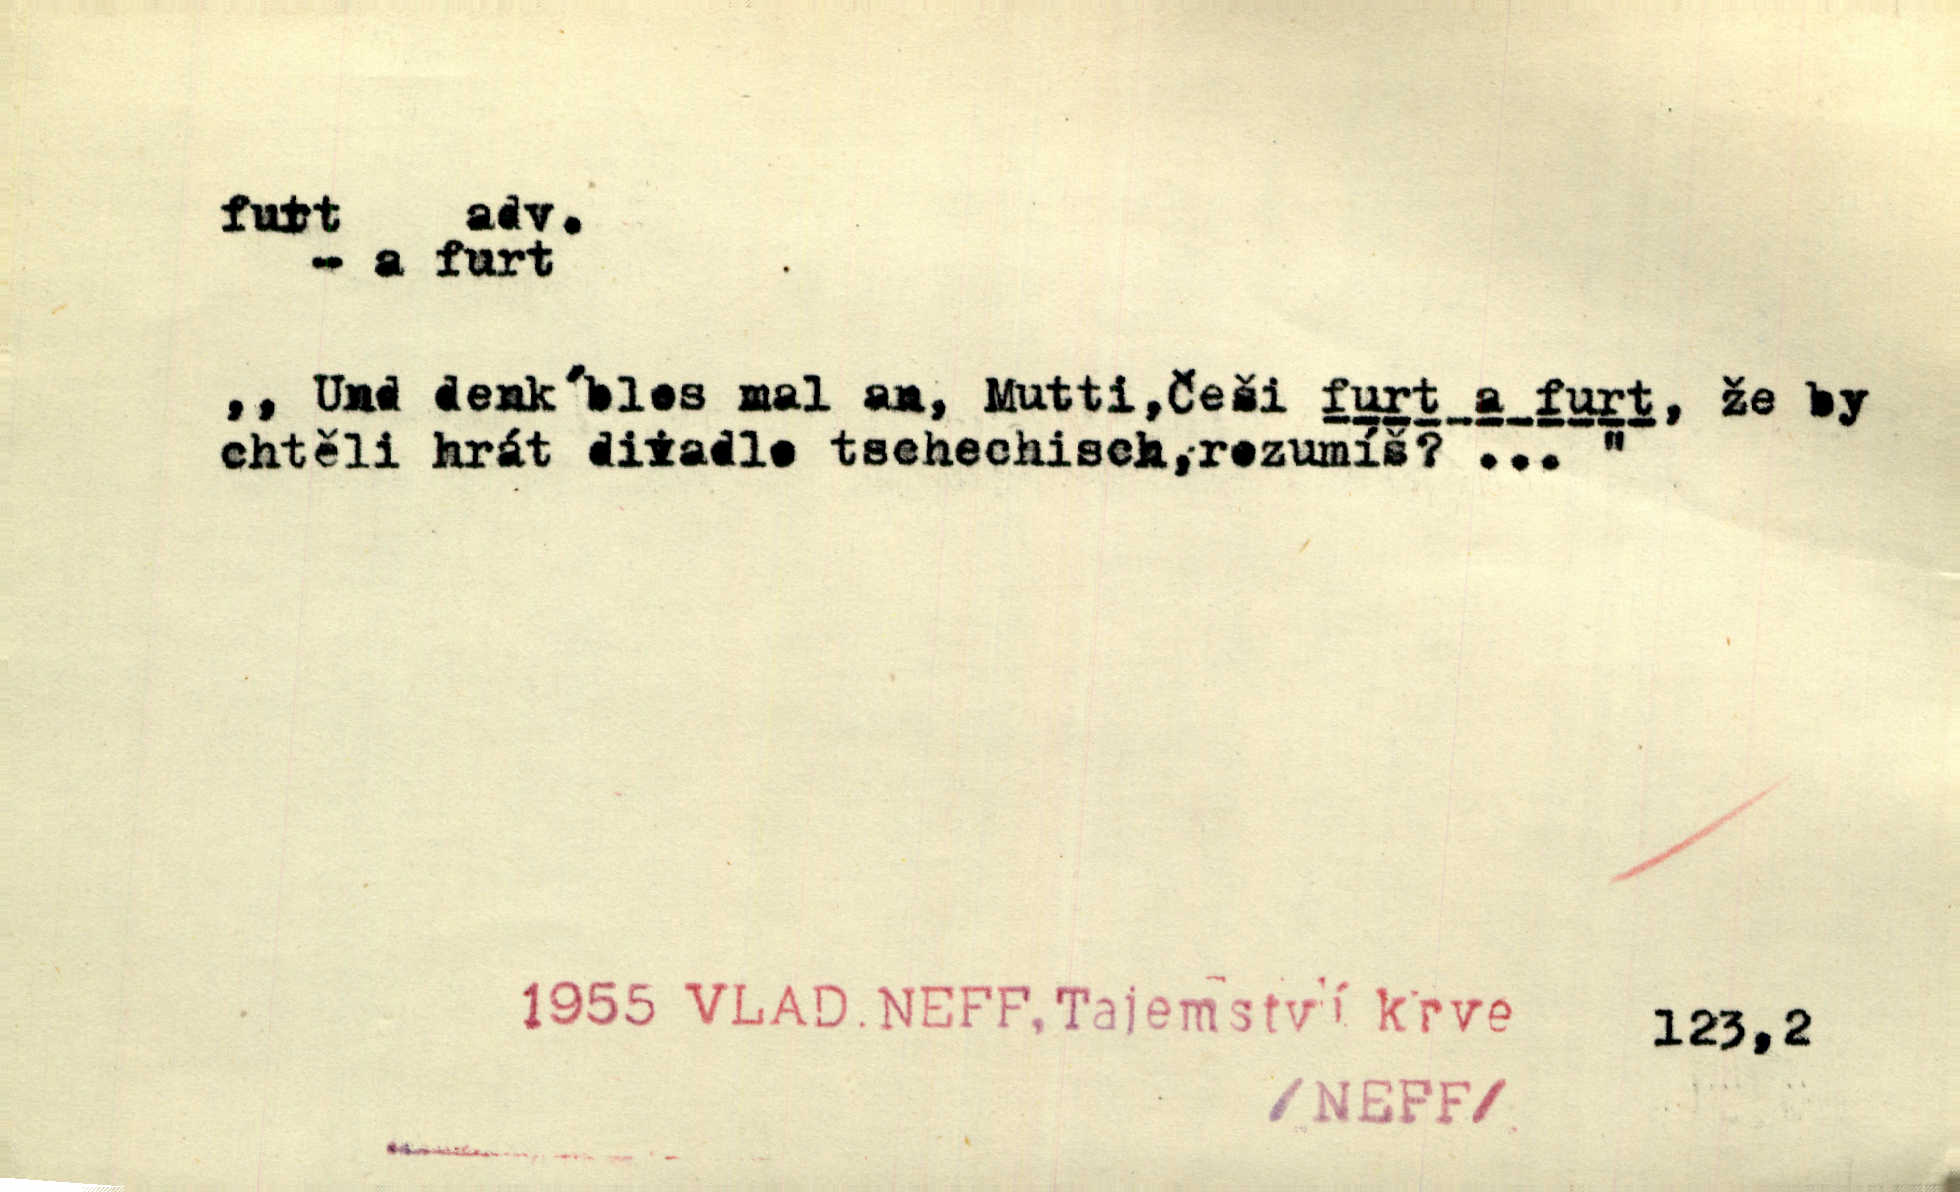 furt adv.
- a furt
,, Und denk´blos mal an, Mutti,Češi furt a furt, že by
chtěli hrát divadlo tschechisch,rozumíš? ... "
1955 VLAD.NEFF,Tajemství krve
123,2
/NEFF/